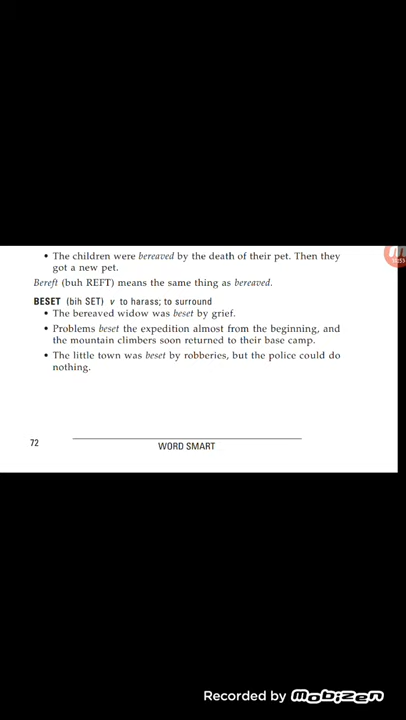 • The children were bereaved by the death of their pet. Then they
got a new pet.
Bereft (buh REFT) means the same thing as bereaved.
BESET (bih SET) v to harass; to surround
• The bereaved widow was beset by grief.
• Problems beset the expedition almost from the beginning, and
the mountain climbers soon returned to their base camp.
• The little town was beset by robberies, but the police could do
nothing.
72
WORD SMART
Recorded by Mobizen